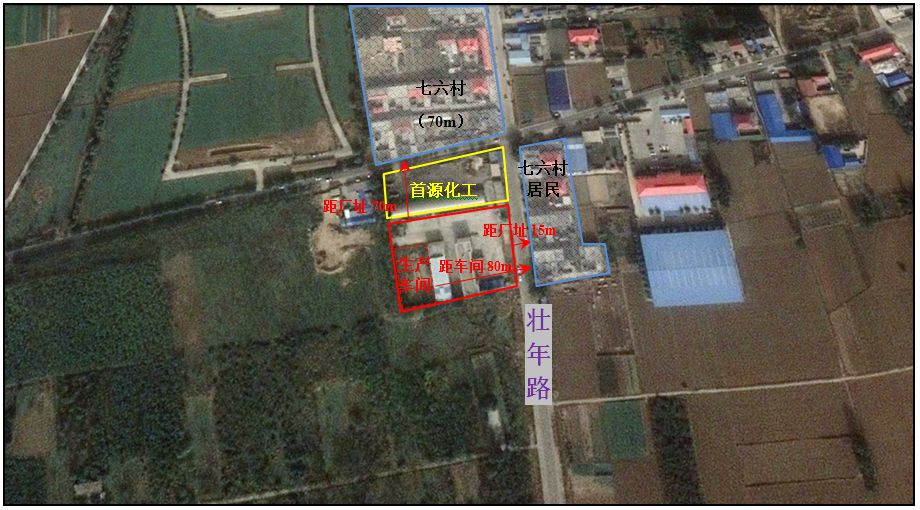 七六村
（70m）
首源化工
七六村
居民
距厂址 70m
距厂址 15m
生产
车间
距车间 80m
壮
年
路